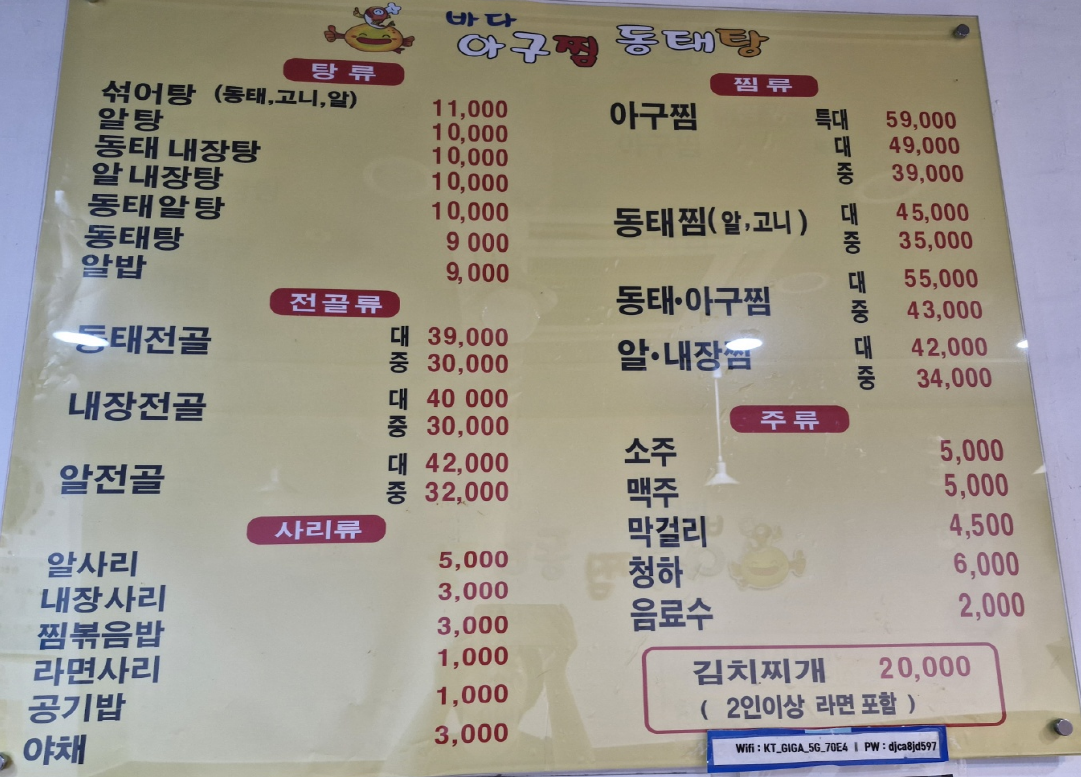 바다
아구찜 동태탕
탕류
섞어탕 (동태,고니,알) 11,000
알탕 10,000
동태 내장탕 10,000
알 내장탕 10,000
동태알탕 10,000
동태탕 9 000
알밥 9,000
전골류
동태전골 대 39,000
중 30,000
내장전골 대 40 000
중 30,000
알전골 대 42,000
중 32,000
사리류
알사리 5,000
내장사리 3,000
찜볶음밥 3,000
라면사리 1,000
공기밥 1,000
야채 3,000
찜류
아구찜 특대 59,000
대 49,000
중 39,000
동태찜(알,고니) 대 45,000
중 35,000
동태·아구찜 대 55,000
중 43,000
알·내장찜 대 42,000
중 34,000
주류
소주 5,000
맥주 5,000
막걸리 4,500
청하 6,000
음료수 2,000
김치찌개 20,000
( 2인이상 라면 포함 )
Wifi : KT_GIGA_5G_70E4 | PW : djca8jd597